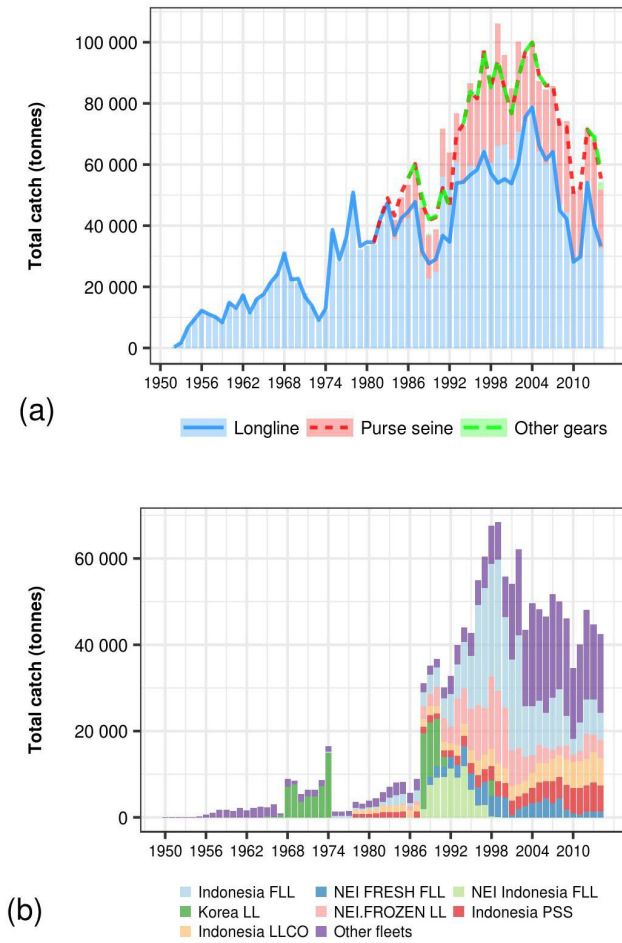 Total catch (tonnes)
100 000
80 000
60 000
40 000
20 000
0
1950 1956 1962 1968 1974 1980 1986 1992 1998 2004 2010
(a)
Longline Purse seine Other gears
Total catch (tonnes)
60 000
40 000
20 000
0
1950 1956 1962 1968 1974 1980 1986 1992 1998 2004 2010
Indonesia FLL NEI FRESH FLL NEI Indonesia FLL
Korea LL NEI.FROZEN LL Indonesia PSS
(b) Indonesia LLCO Other fleets